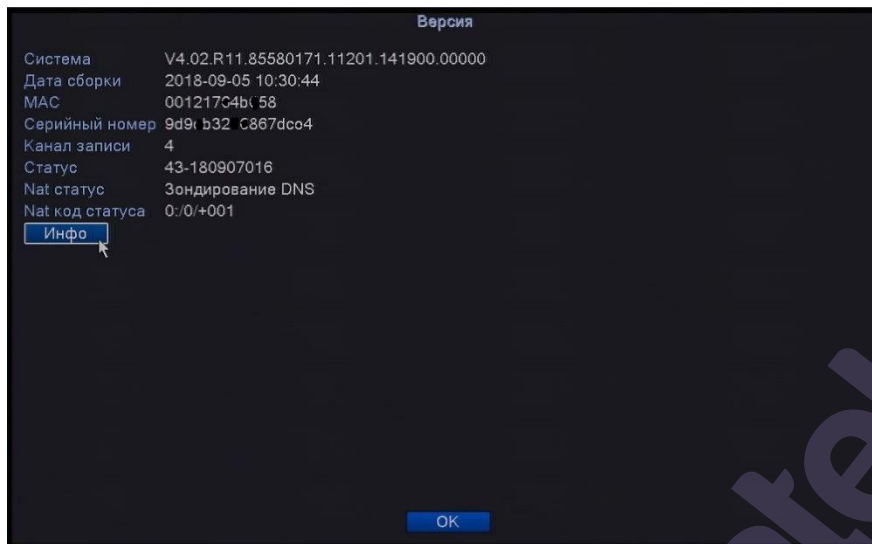 Версия
Система V4.02.R11.85580171.11201.141900.00000
Дата сборки 2018-09-05 10:30:44
MAC
Серийный номер
Канал записи 4
Статус 43-180907016
Nat статус Зондирование DNS
Nat код статуса 0:/0/+001
Инфо
OK